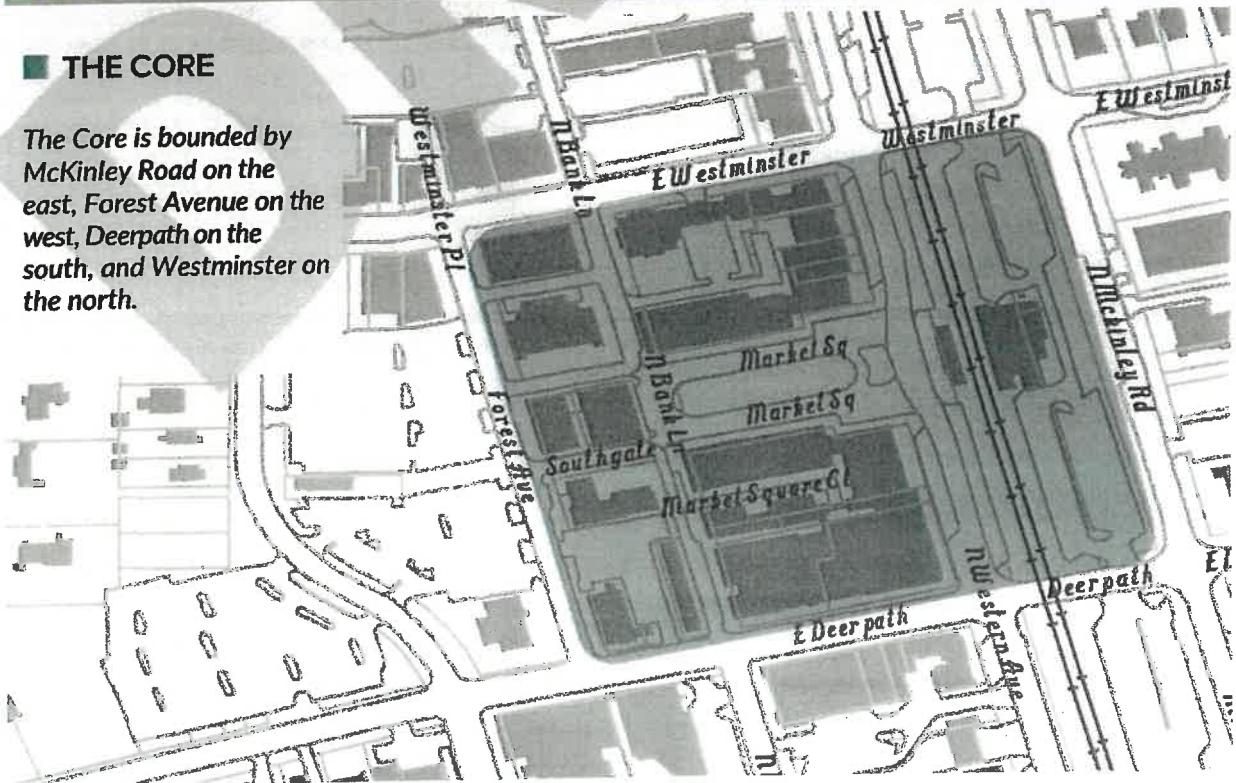 THE CORE
The Core is bounded by
McKinley Road on the
east, Forest Avenue on the
west, Deerpath on the
south, and Westminster on
the north.
Westminster Pl
N Bank Ln
E Westminster
Westminster
E Westminst
N Mckinley Rd
Market Sq
N Bank L
Market Sq
Forest Ave
Southgate
Market Square Ct
N Western Ave
Deerpath
E Deerpath